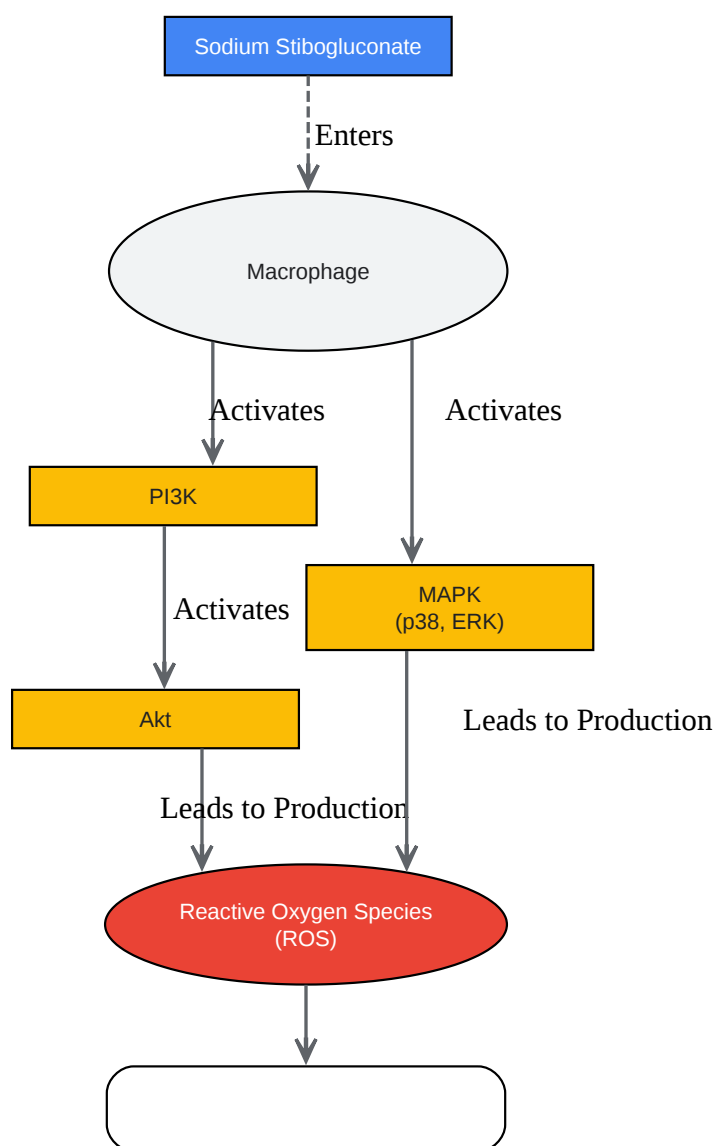 Sodium Stibogluconate
Enters
Macrophage
Activates
Activates
PI3K
MAPK
(p38, ERK)
Activates
Akt
Leads to Production
Leads to Production
Reactive Oxygen Species
(ROS)